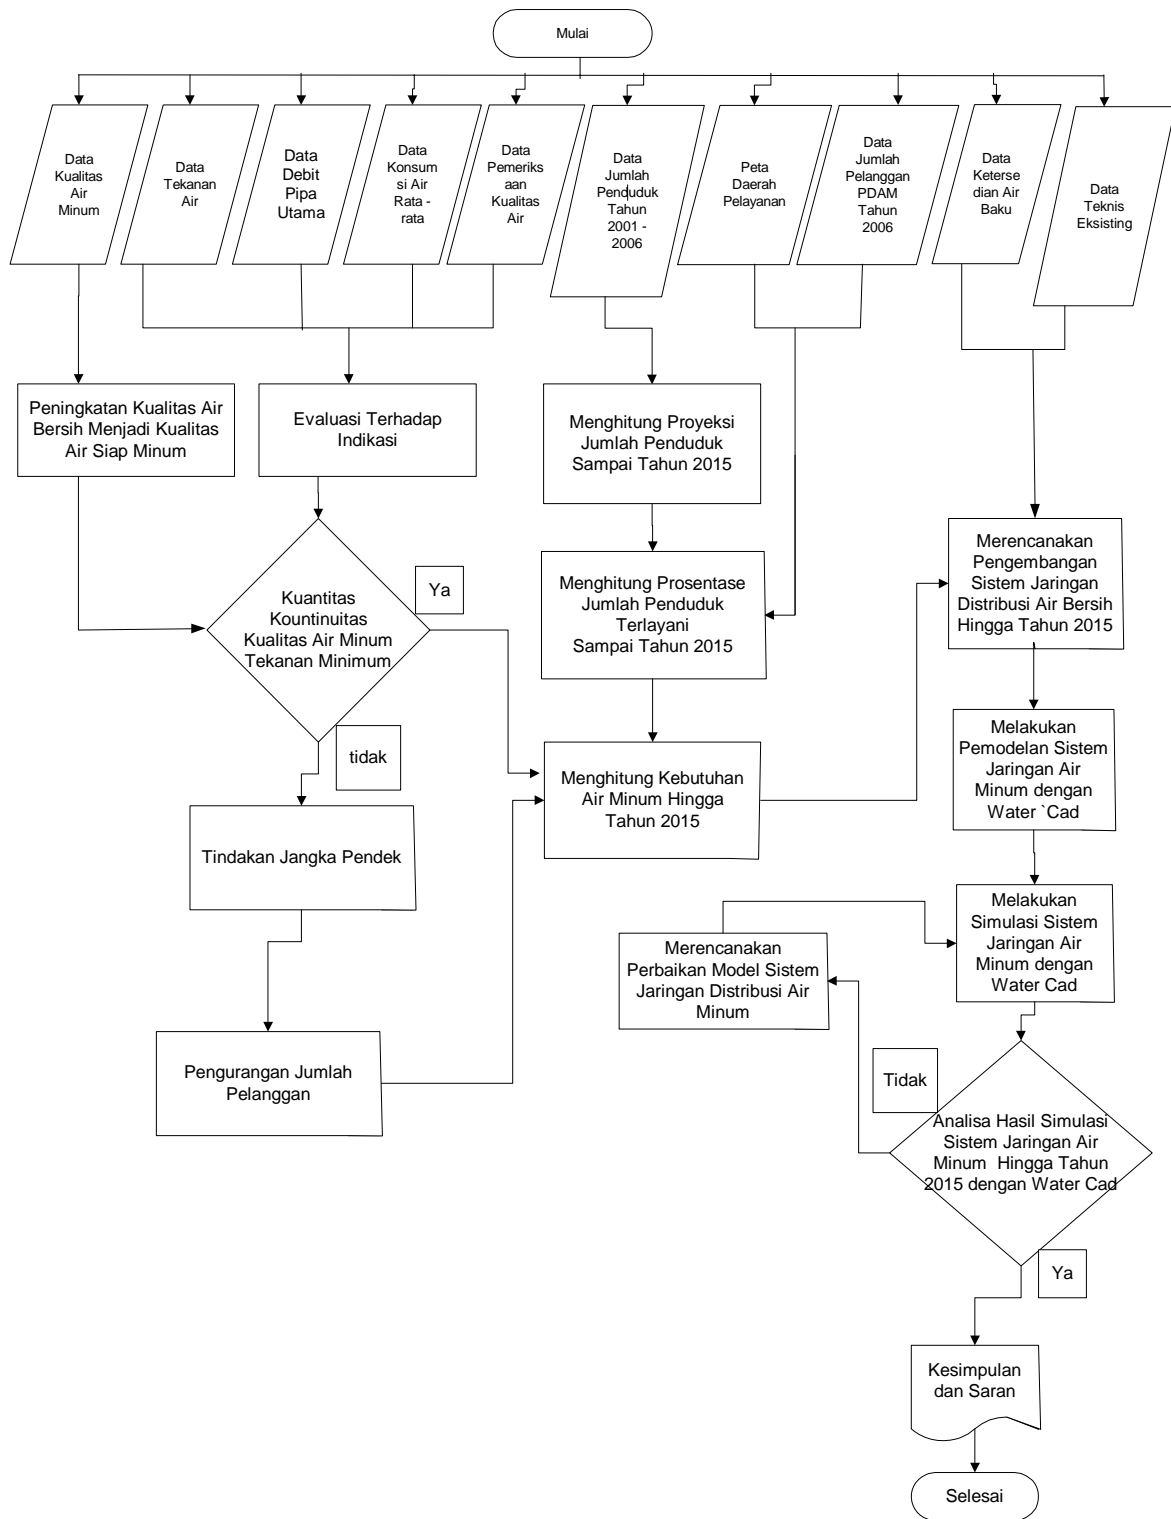 Mulai
Data
Kualitas
Air
Minum
Data
Tekanan
Air
Data
Debit
Pipa
Utama
Data
Konsum
si Air
Rata -
rata
Data
Pemeriks
aan
Kualitas
Air
Data
Jumlah
Penduduk
Tahun
2001 -
2006
Peta
Daerah
Pelayanan
Data
Jumlah
Pelanggan
PDAM
Tahun
2006
Data
Keterse
dian Air
Baku
Data
Teknis
Eksisting
Peningkatan Kualitas Air
Bersih Menjadi Kualitas
Air Siap Minum
Evaluasi Terhadap
Indikasi
Menghitung Proyeksi
Jumlah Penduduk
Sampai Tahun 2015
Kuantitas
Kountinuitas
Kualitas Air Minum
Tekanan Minimum
Ya
tidak
Menghitung Prosentase
Jumlah Penduduk
Terlayani
Sampai Tahun 2015
Merencanakan
Pengembangan
Sistem Jaringan
Distribusi Air Bersih
Hingga Tahun 2015
Menghitung Kebutuhan
Air Minum Hingga
Tahun 2015
Melakukan
Pemodelan Sistem
Jaringan Air
Minum dengan
Water `Cad
Tindakan Jangka Pendek
Melakukan
Simulasi Sistem
Jaringan Air
Minum dengan
Water Cad
Merencanakan
Perbaikan Model Sistem
Jaringan Distribusi Air
Minum
Pengurangan Jumlah
Pelanggan
Tidak
Analisa Hasil Simulasi
Sistem Jaringan Air
Minum  Hingga Tahun
2015 dengan Water Cad
Ya
Kesimpulan
dan Saran
Selesai